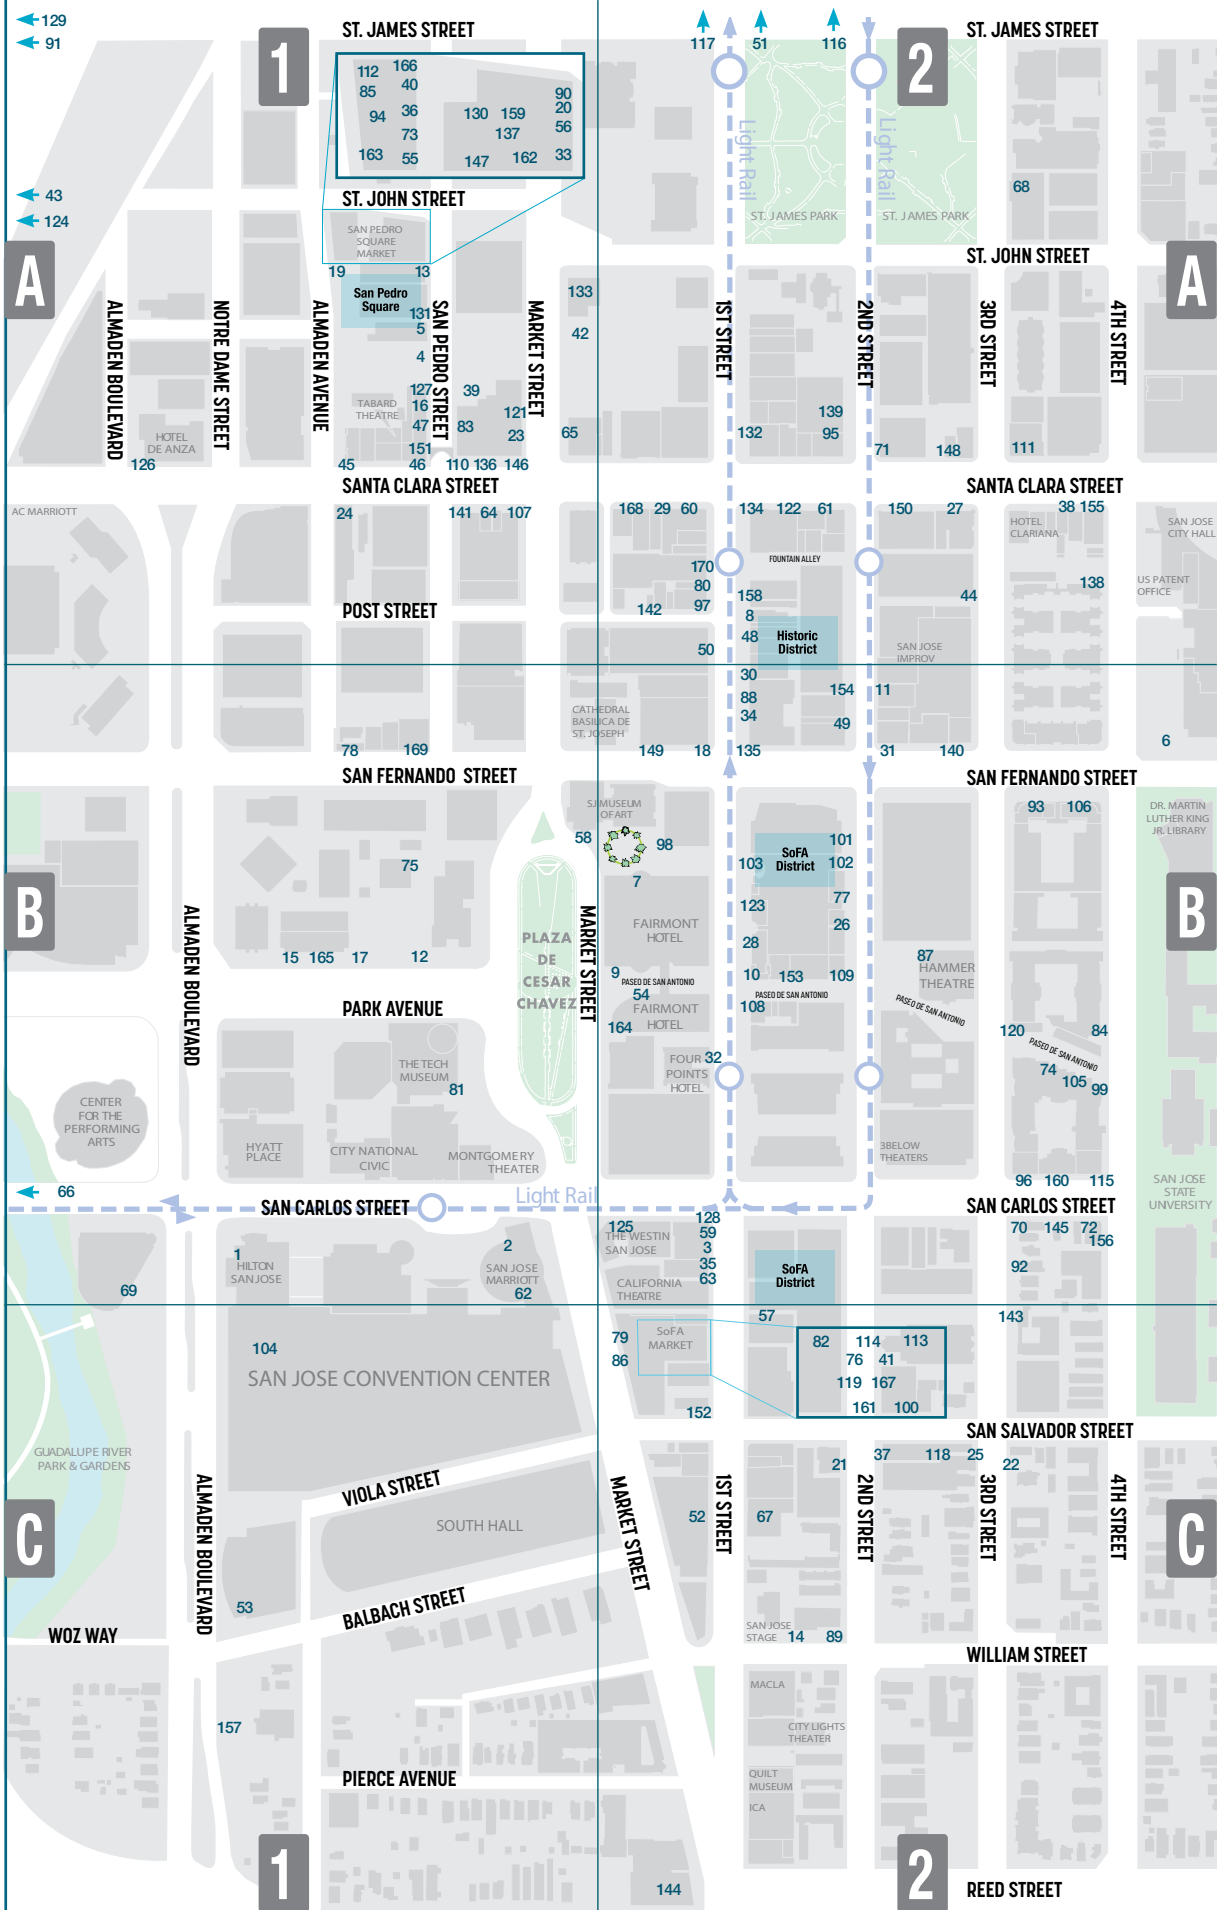 129
91
ST. JAMES STREET
1
117
51
116
ST. JAMES STREET
2
112
166
85
40
94
36
73
163
55
130
159
90
20
137
56
147
162
33
Light Rail
Light Rail
43
124
ST. JOHN STREET
68
ST. JAMES PARK
ST. JAMES PARK
SAN PEDRO
SQUARE
MARKET
ST. JOHN STREET
A
A
19
13
San Pedro
Square
131
5
4
133
42
ALMADEN BOULEVARD
NOTRE DAME STREET
ALMADEN AVENUE
SAN PEDRO STREET
MARKET STREET
1ST STREET
2ND STREET
3RD STREET
4TH STREET
127
39
TABARD
THEATRE
16
121
47
83
23
65
139
132
95
HOTEL
DE ANZA
151
71
148
111
126
45
46
110
136
146
SANTA CLARA STREET
SANTA CLARA STREET
AC MARRIOTT
24
141
64
107
168
29
60
134
122
61
150
27
38
155
HOTEL
CLARIANA
SAN JOSE
CITY HALL
FOUNTAIN ALLEY
170
80
97
142
158
8
44
138
US PATENT
OFFICE
POST STREET
48
Historic
District
50
SAN JOSE
IMPROV
30
88
34
154
11
49
CATHEDRAL
BASILICA DE
ST. JOSEPH
78
169
149
18
135
31
140
6
SAN FERNANDO STREET
SAN FERNANDO STREET
SJ MUSEUM
OF ART
58
98
7
93
106
DR. MARTIN
LUTHER KING
JR. LIBRARY
101
SoFA
District
103
102
75
B
B
123
77
26
ALMADEN BOULEVARD
PLAZA
DE
CESAR
CHAVEZ
MARKET STREET
FAIRMONT
HOTEL
28
87
HAMMER
THEATRE
15
165
17
12
9
PASEO DE SAN ANTONIO
54
10
153
109
PASEO DE SAN ANTONIO
108
PASEO DE SAN ANTONIO
PARK AVENUE
FAIRMONT
HOTEL
164
120
84
PASEO DE SAN ANTONIO
THE TECH
MUSEUM
81
FOUR
POINTS
HOTEL
32
74
105
99
CENTER
FOR THE
PERFORMING
ARTS
HYATT
PLACE
CITY NATIONAL
CIVIC
MONTGOMERY
THEATER
3BELOW
THEATERS
96
160
115
66
Light Rail
SAN CARLOS STREET
SAN CARLOS STREET
SAN JOSE
STATE
UNIVERSITY
1
HILTON
SAN JOSE
2
SAN JOSE
MARRIOTT
62
125
THE WESTIN
SAN JOSE
128
59
3
35
63
CALIFORNIA
THEATRE
SoFA
District
70
145
72
156
92
69
57
143
104
SAN JOSE CONVENTION CENTER
79
86
SoFA
MARKET
82
114
113
76
41
119
167
161
100
152
SAN SALVADOR STREET
GUADALUPE RIVER
PARK & GARDENS
21
37
118
25
22
ALMADEN BOULEVARD
VIOLA STREET
SOUTH HALL
MARKET STREET
52
1ST STREET
67
2ND STREET
3RD STREET
4TH STREET
C
C
53
BALBACH STREET
WOZ WAY
SAN JOSE
STAGE
14
89
WILLIAM STREET
MACLA
157
CITY LIGHTS
THEATER
PIERCE AVENUE
QUILT
MUSEUM
ICA
1
2
144
REED STREET